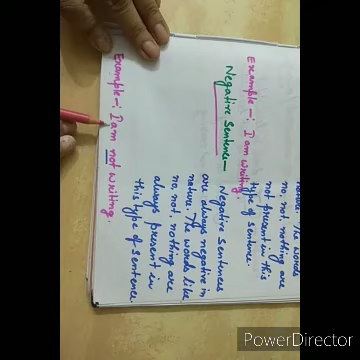 nature. The words
no, not, nothing are
not present in this
type of sentence.
Example -: I am writing.
Negative Sentence - Negative Sentences
are always negative in
nature. The words like
no, not, nothing are
always present in
this type of sentence
Example -: I am not writing.
PowerDirector